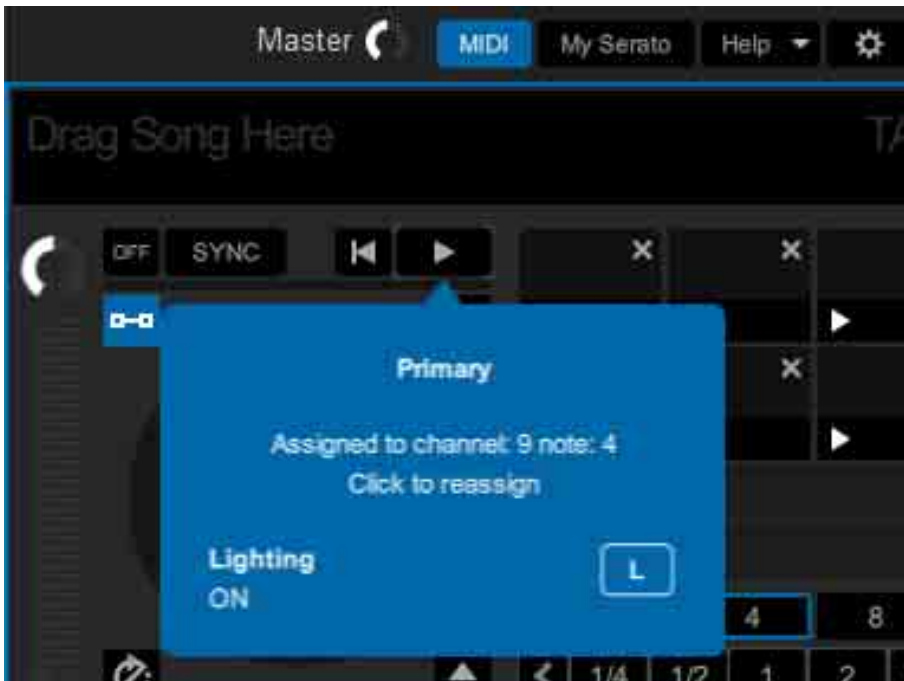 Master MIDI My Serato Help
Drag Song Here TA
OFF SYNC
Primary
Assigned to channel: 9 note: 4
Click to reassign
Lighting L
ON
4 8
1/4 1/2 1 2